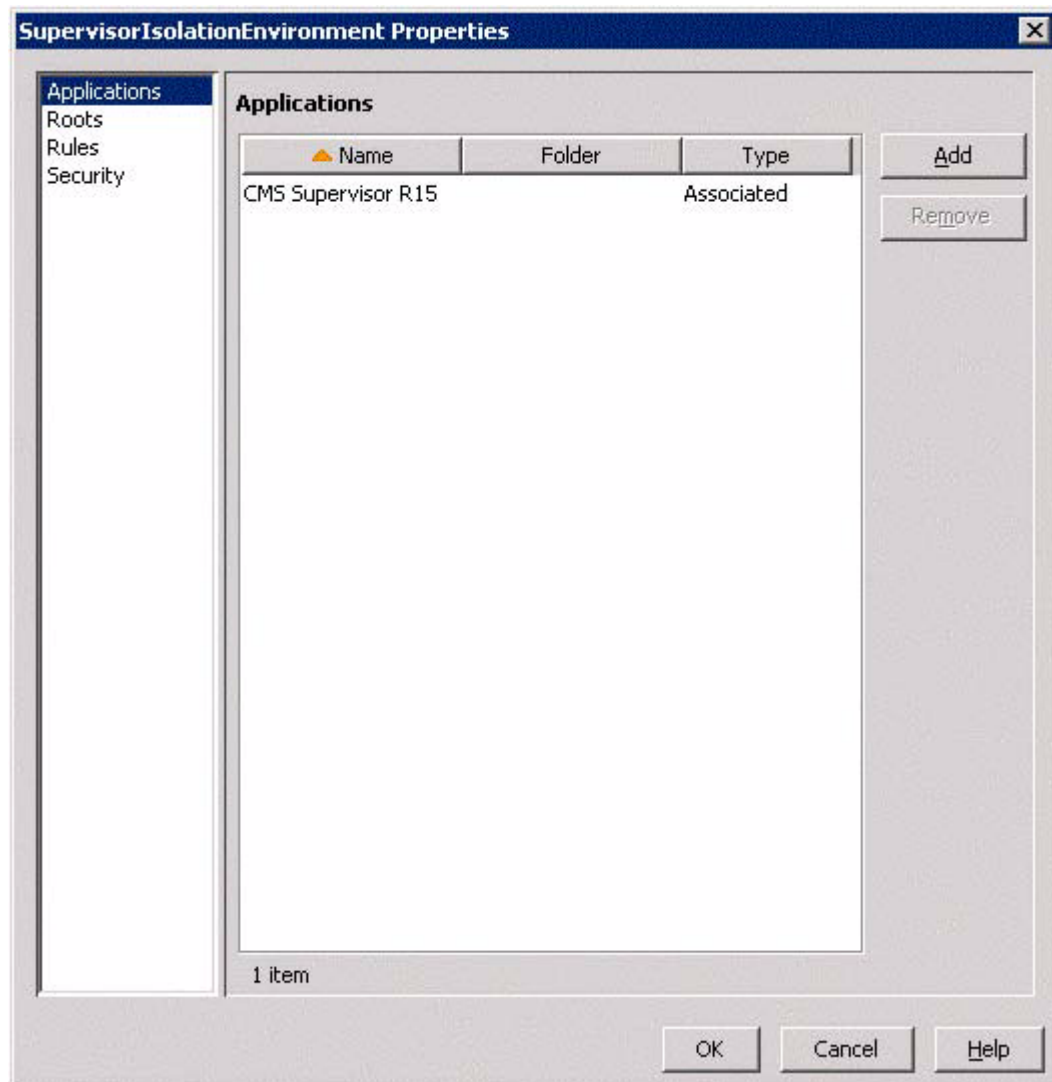 SupervisorIsolationEnvironment Properties
Applications
Roots
Rules
Security
Applications
Name Folder Type
CMS Supervisor R15 Associated
1 item
Add
Remove
OK Cancel Help